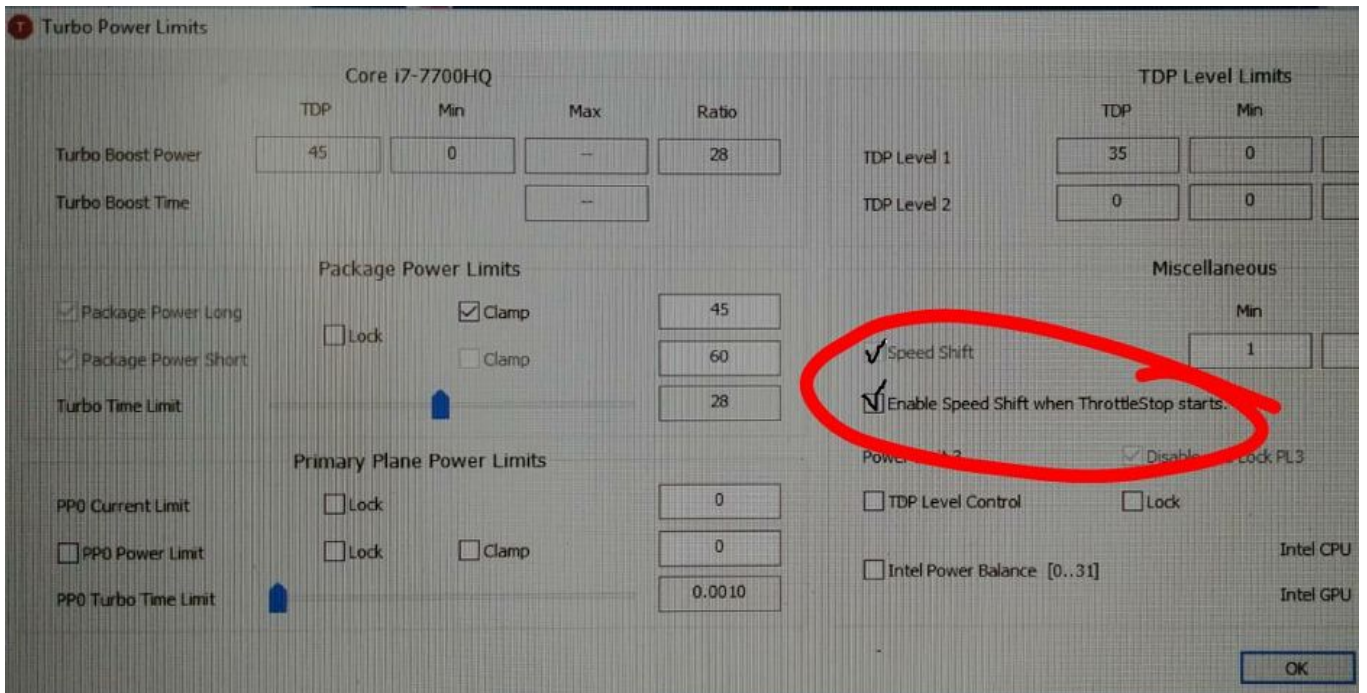 Turbo Power Limits
Core i7-7700HQ
TDP Min Max Ratio
Turbo Boost Power 45 0 -- 28
Turbo Boost Time --
Package Power Limits
Package Power Long Clamp 45
Lock
Package Power Short Clamp 60
Turbo Time Limit 28
Primary Plane Power Limits
PP0 Current Limit Lock 0
PP0 Power Limit Lock Clamp 0
PP0 Turbo Time Limit 0.0010
TDP Level Limits
TDP Min
TDP Level 1 35 0
TDP Level 2 0 0
Miscellaneous
Min
Speed Shift 1
Enable Speed Shift when ThrottleStop starts.
Lock PL3
TDP Level Control Lock
Intel Power Balance [0..31]
Intel CPU
Intel GPU
OK